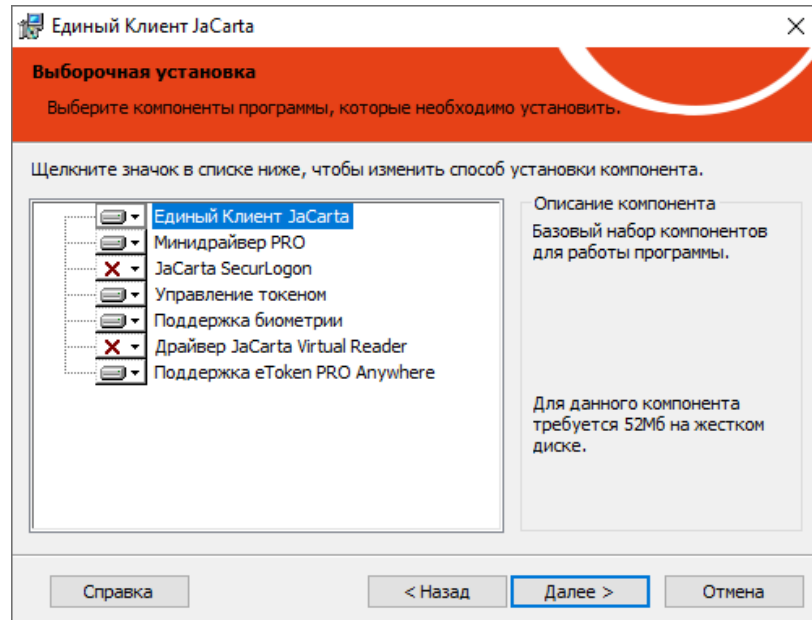 Единый Клиент JaCarta
Выборочная установка
Выберите компоненты программы, которые необходимо установить.
Щелкните значок в списке ниже, чтобы изменить способ установки компонента.
Единый Клиент JaCarta
Минидрайвер PRO
JaCarta SecurLogon
Управление токеном
Поддержка биометрии
Драйвер JaCarta Virtual Reader
Поддержка eToken PRO Anywhere
Описание компонента
Базовый набор компонентов
для работы программы.
Для данного компонента
требуется 52Мб на жестком
диске.
Справка
< Назад
Далее >
Отмена